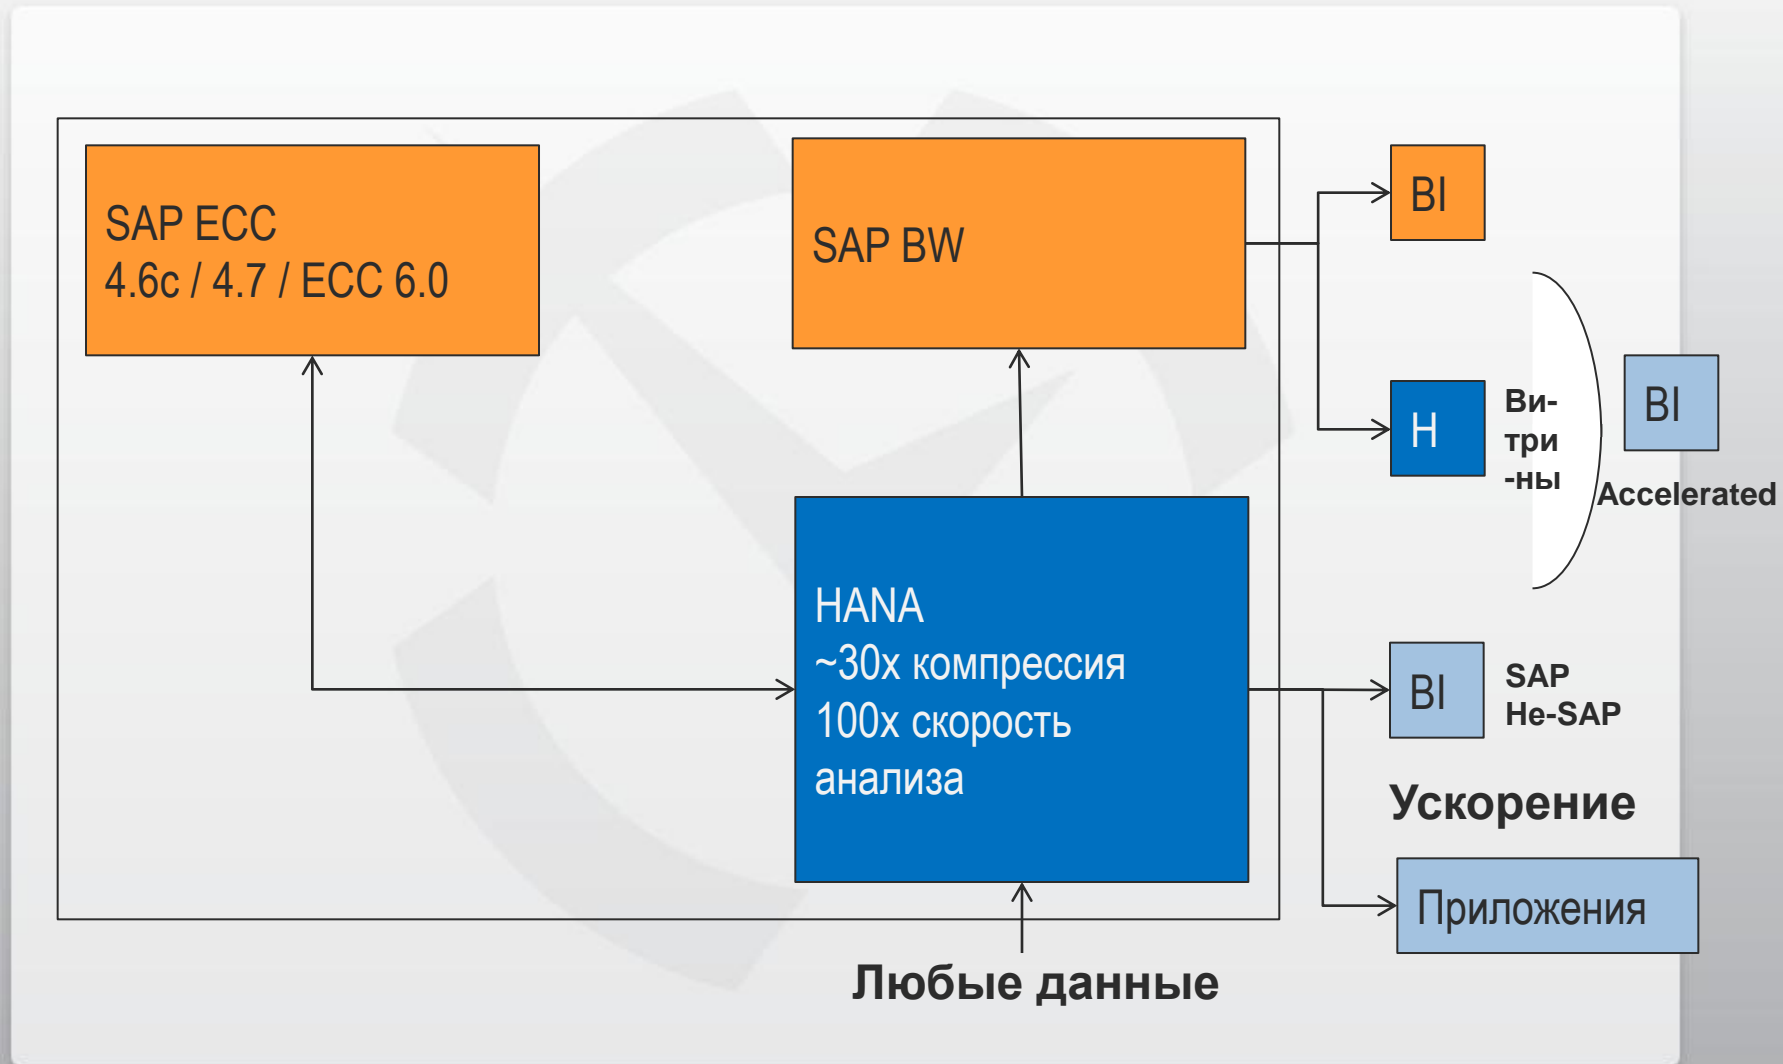 SAP ECC
4.6c / 4.7 / ECC 6.0
SAP BW
BI
H
Ви-
три
-ны
BI
Accelerated
HANA
~30x компрессия
100x скорость
анализа
BI
SAP
Не-SAP
Ускорение
Приложения
Любые данные